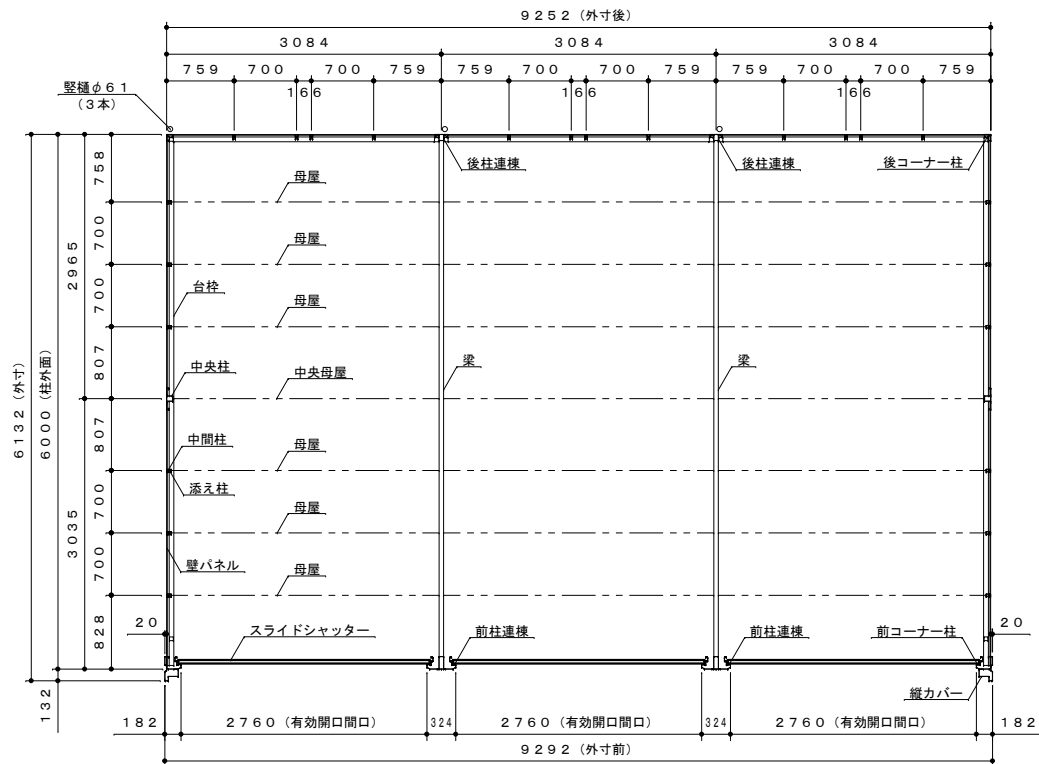 ９２５２（外寸後）
３０８４
３０８４
３０８４
７５９
７００
７００
７５９
７５９
７００
７００
７５９
７５９
７００
７００
７５９
１６６
１６６
１６６
竪樋φ６１
（３本）
後柱連棟
後柱連棟
後コーナー柱
６１３２（外寸）
６０００（柱外面）
２９６５
３０３５
７５８
７００
７００
８０７
８０７
７００
７００
８２８
１３２
母屋
母屋
台枠
母屋
中央柱
中央母屋
梁
梁
中間柱
母屋
添え柱
母屋
壁パネル
母屋
２０
スライドシャッター
前柱連棟
前柱連棟
前コーナー柱
２０
縦カバー
１８２
２７６０（有効開口間口）
３２４
２７６０（有効開口間口）
３２４
２７６０（有効開口間口）
１８２
９２９２（外寸前）